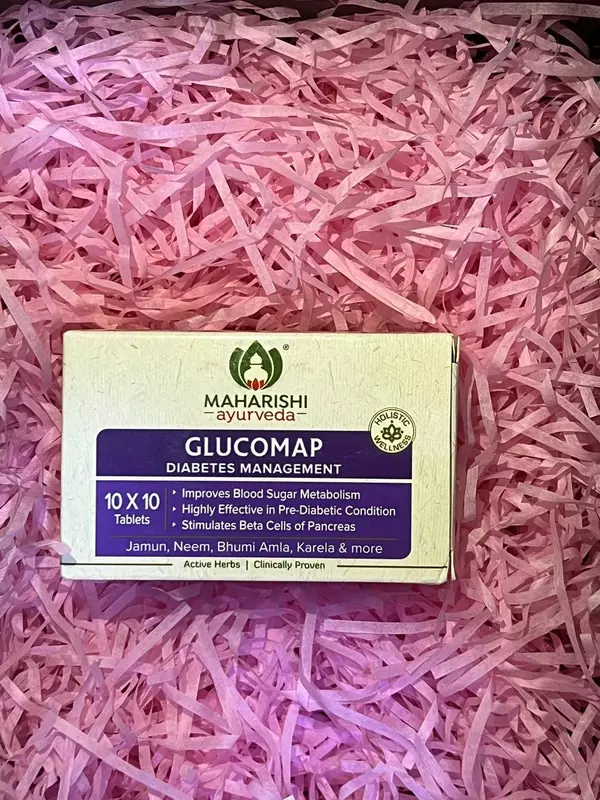 ®
MAHARISHI
ayurveda
HOLISTIC
WELLNESS
GLUCOMAP
DIABETES MANAGEMENT
10 X 10
Tablets
‣ Improves Blood Sugar Metabolism
‣ Highly Effective in Pre-Diabetic Condition
‣ Stimulates Beta Cells of Pancreas
Jamun, Neem, Bhumi Amla, Karela & more
Active Herbs | Clinically Proven